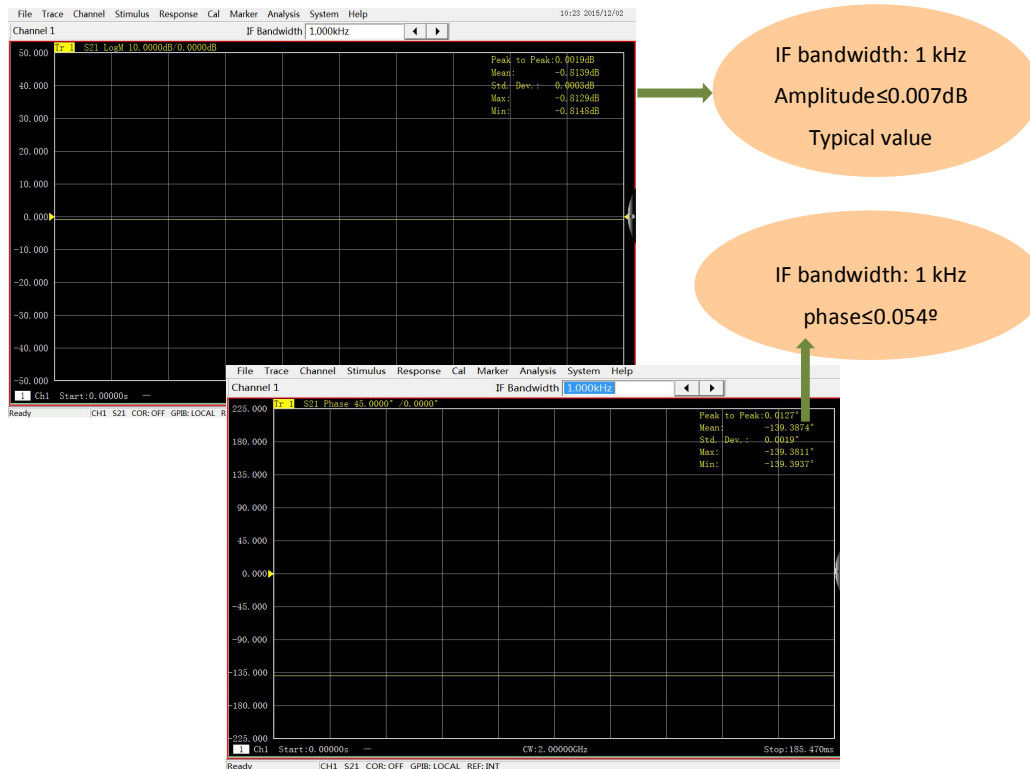 File Trace Channel Stimulus Response Cal Marker Analysis System Help 10:23 2015/12/02
Channel 1 IF Bandwidth 1.000kHz
Tr 1 S21 LogM 10.0000dB/0.0000dB
50.000
40.000
30.000
20.000
10.000
0.000
-10.000
-20.000
-30.000
-40.000
-50.000
Peak to Peak:0.0019dB
Mean: -0.8139dB
Std. Dev.: 0.0003dB
Max: -0.8129dB
Min: -0.8148dB
1 Ch1 Start:0.00000s —
Ready CH1 S21 COR: OFF GPIB: LOCAL R
IF bandwidth: 1 kHz
Amplitude≤0.007dB
Typical value
IF bandwidth: 1 kHz
phase≤0.054º
File Trace Channel Stimulus Response Cal Marker Analysis System Help
Channel 1 IF Bandwidth 1.000kHz
Tr 1 S21 Phase 45.0000° /0.0000°
225.000
180.000
135.000
90.000
45.000
0.000
-45.000
-90.000
-135.000
-180.000
-225.000
Peak to Peak:0.0127°
Mean: -139.3874°
Std. Dev.: 0.0019°
Max: -139.3811°
Min: -139.3937°
1 Ch1 Start:0.00000s — CW:2.00000GHz Stop:185.470ms
Ready CH1 S21 COR: OFF GPIB: LOCAL REF: INT